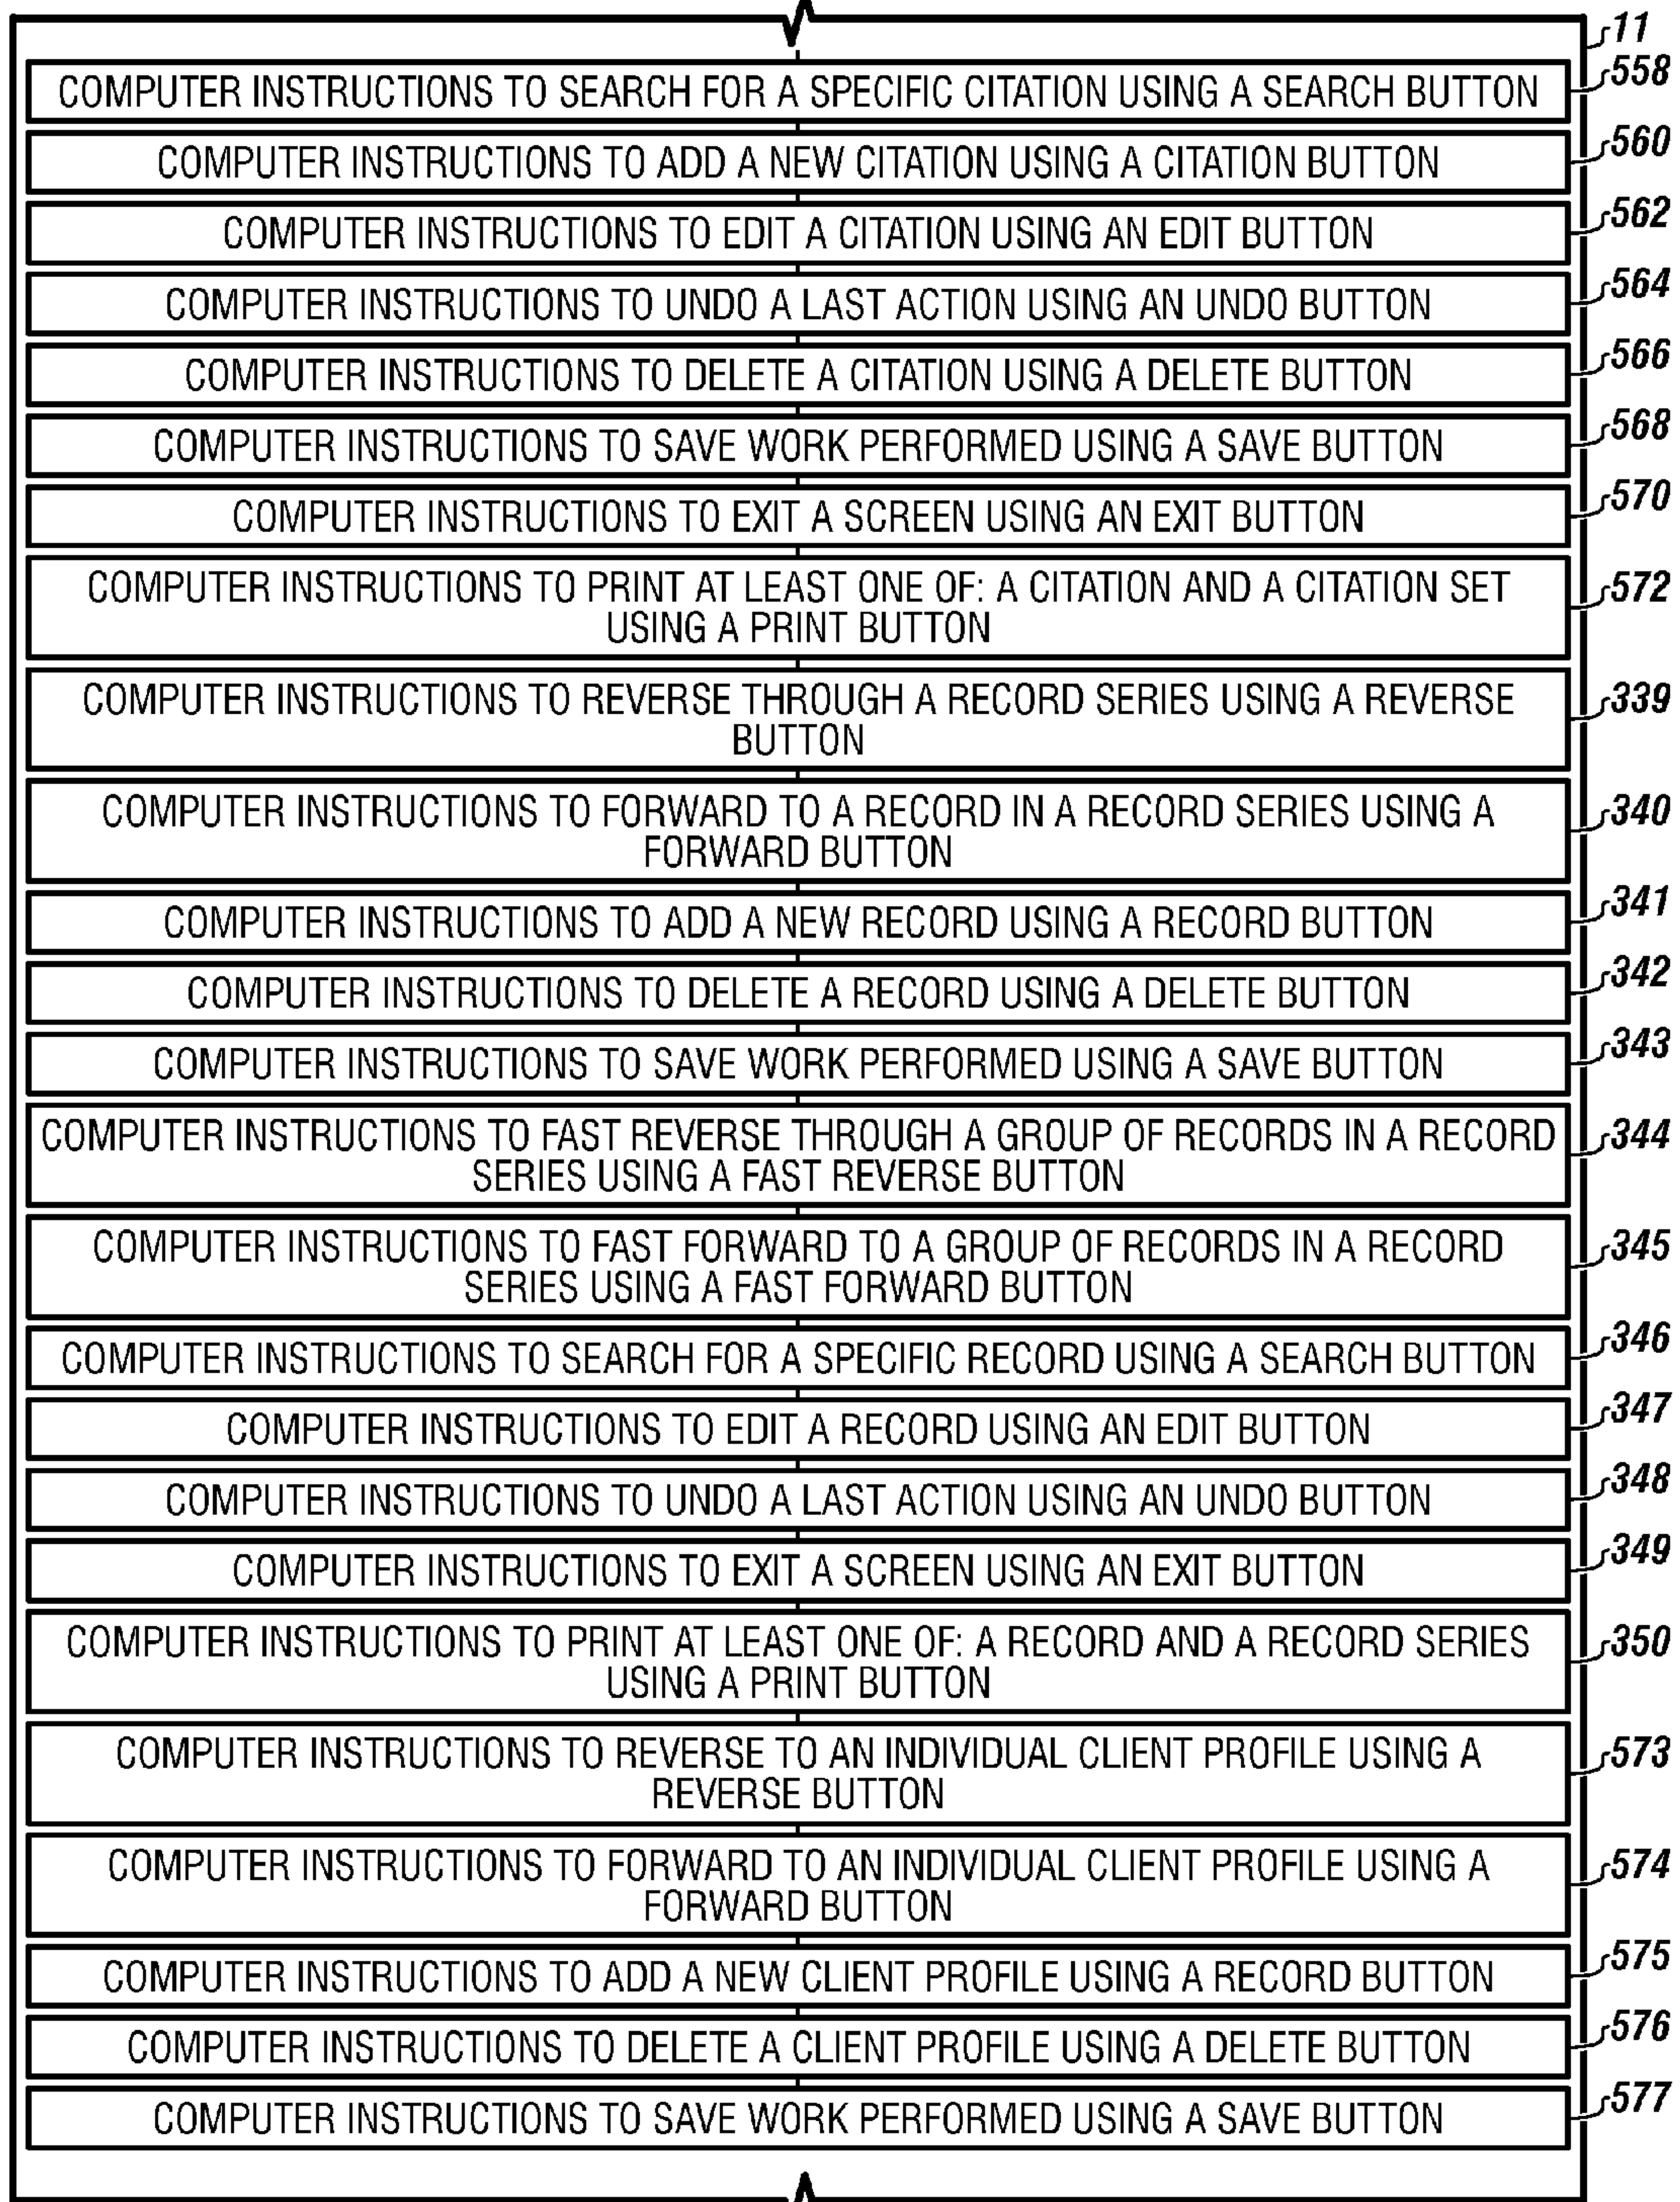 11
COMPUTER INSTRUCTIONS TO SEARCH FOR A SPECIFIC CITATION USING A SEARCH BUTTON 558
COMPUTER INSTRUCTIONS TO ADD A NEW CITATION USING A CITATION BUTTON 560
COMPUTER INSTRUCTIONS TO EDIT A CITATION USING AN EDIT BUTTON 562
COMPUTER INSTRUCTIONS TO UNDO A LAST ACTION USING AN UNDO BUTTON 564
COMPUTER INSTRUCTIONS TO DELETE A CITATION USING A DELETE BUTTON 566
COMPUTER INSTRUCTIONS TO SAVE WORK PERFORMED USING A SAVE BUTTON 568
COMPUTER INSTRUCTIONS TO EXIT A SCREEN USING AN EXIT BUTTON 570
COMPUTER INSTRUCTIONS TO PRINT AT LEAST ONE OF: A CITATION AND A CITATION SET 572
USING A PRINT BUTTON
COMPUTER INSTRUCTIONS TO REVERSE THROUGH A RECORD SERIES USING A REVERSE 339
BUTTON
COMPUTER INSTRUCTIONS TO FORWARD TO A RECORD IN A RECORD SERIES USING A 340
FORWARD BUTTON
COMPUTER INSTRUCTIONS TO ADD A NEW RECORD USING A RECORD BUTTON 341
COMPUTER INSTRUCTIONS TO DELETE A RECORD USING A DELETE BUTTON 342
COMPUTER INSTRUCTIONS TO SAVE WORK PERFORMED USING A SAVE BUTTON 343
COMPUTER INSTRUCTIONS TO FAST REVERSE THROUGH A GROUP OF RECORDS IN A RECORD 344
SERIES USING A FAST REVERSE BUTTON
COMPUTER INSTRUCTIONS TO FAST FORWARD TO A GROUP OF RECORDS IN A RECORD 345
SERIES USING A FAST FORWARD BUTTON
COMPUTER INSTRUCTIONS TO SEARCH FOR A SPECIFIC RECORD USING A SEARCH BUTTON 346
COMPUTER INSTRUCTIONS TO EDIT A RECORD USING AN EDIT BUTTON 347
COMPUTER INSTRUCTIONS TO UNDO A LAST ACTION USING AN UNDO BUTTON 348
COMPUTER INSTRUCTIONS TO EXIT A SCREEN USING AN EXIT BUTTON 349
COMPUTER INSTRUCTIONS TO PRINT AT LEAST ONE OF: A RECORD AND A RECORD SERIES 350
USING A PRINT BUTTON
COMPUTER INSTRUCTIONS TO REVERSE TO AN INDIVIDUAL CLIENT PROFILE USING A 573
REVERSE BUTTON
COMPUTER INSTRUCTIONS TO FORWARD TO AN INDIVIDUAL CLIENT PROFILE USING A 574
FORWARD BUTTON
COMPUTER INSTRUCTIONS TO ADD A NEW CLIENT PROFILE USING A RECORD BUTTON 575
COMPUTER INSTRUCTIONS TO DELETE A CLIENT PROFILE USING A DELETE BUTTON 576
COMPUTER INSTRUCTIONS TO SAVE WORK PERFORMED USING A SAVE BUTTON 577